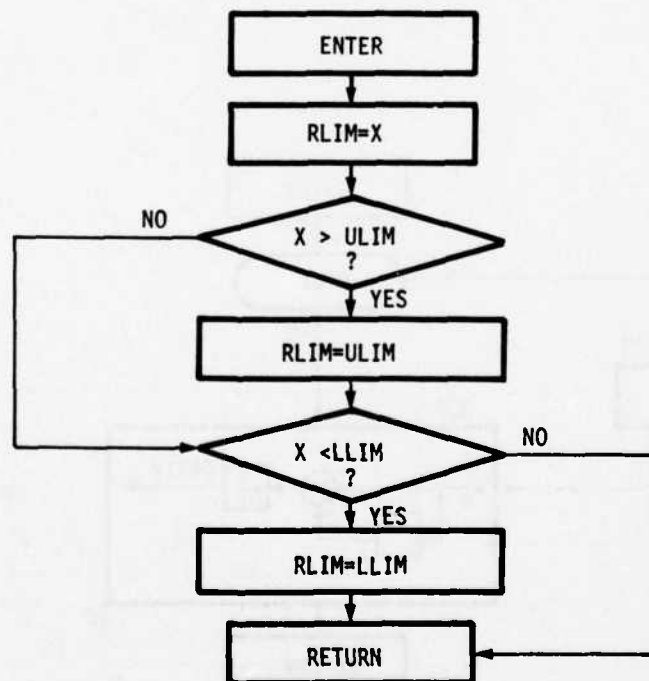 ENTER
RLIM=X
NO
X > ULIM
?
YES
RLIM=ULIM
X <LLIM
?
NO
YES
RLIM=LLIM
RETURN